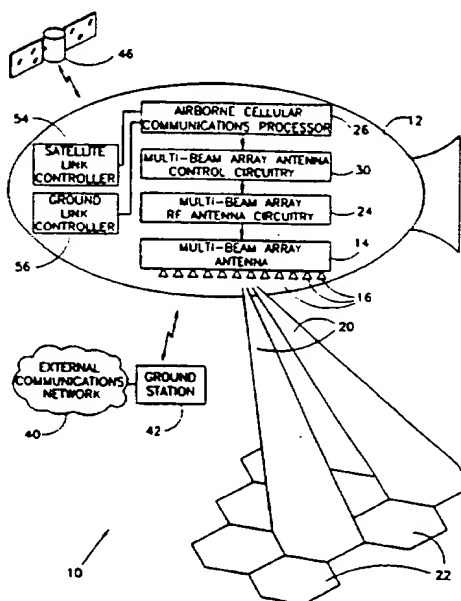 46
54
AIRBORNE CELLULAR
COMMUNICATIONS PROCESSOR
26
12
SATELLITE
LINK
CONTROLLER
MULTI-BEAM ARRAY ANTENNA
CONTROL CIRCUITRY
30
GROUND
LINK
CONTROLLER
MULTI-BEAM ARRAY
RF ANTENNA CIRCUITRY
24
56
MULTI-BEAM ARRAY
ANTENNA
14
16
20
EXTERNAL
COMMUNICATION'S
NETWORK
GROUND
STATION
40
42
10
22